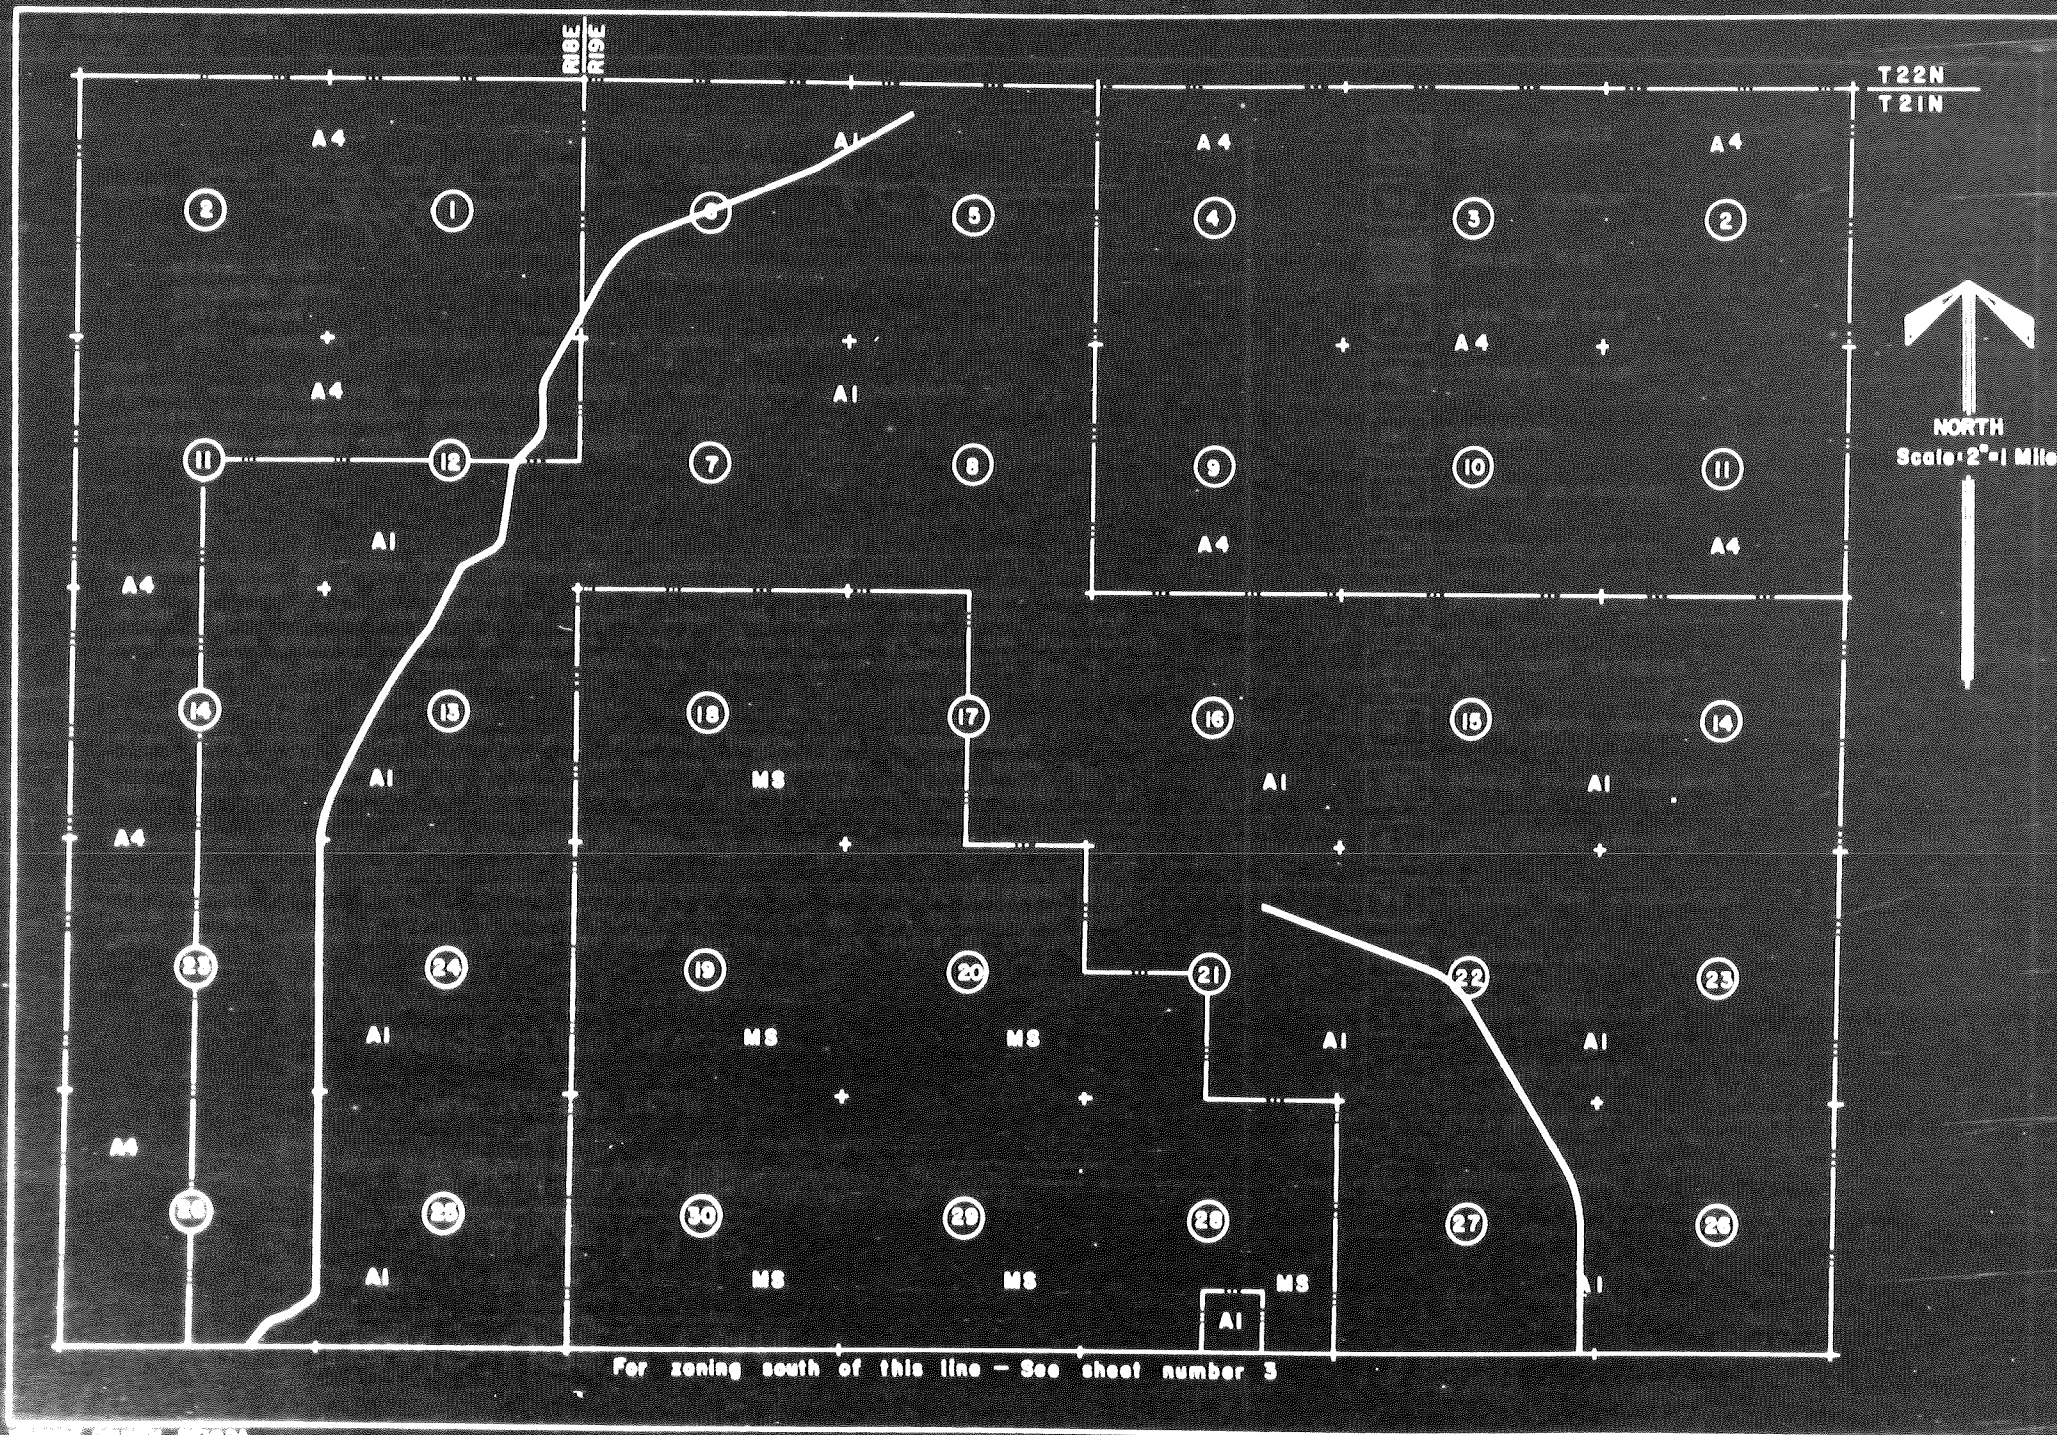 R18E
R19E
T22N
T21N
A4
A1
A4
A4
2
1
6
5
4
3
2
A4
A4
A1
NORTH
Scale: 2"=1 Mile
11
12
7
8
9
10
11
A1
A4
A4
A4
14
13
18
17
16
15
14
A1
MS
A1
A1
A4
23
24
19
20
21
22
23
A1
MS
MS
A1
A1
A4
26
25
30
29
28
27
26
A1
MS
MS
MS
A1
A1
For zoning south of this line - See sheet number 3